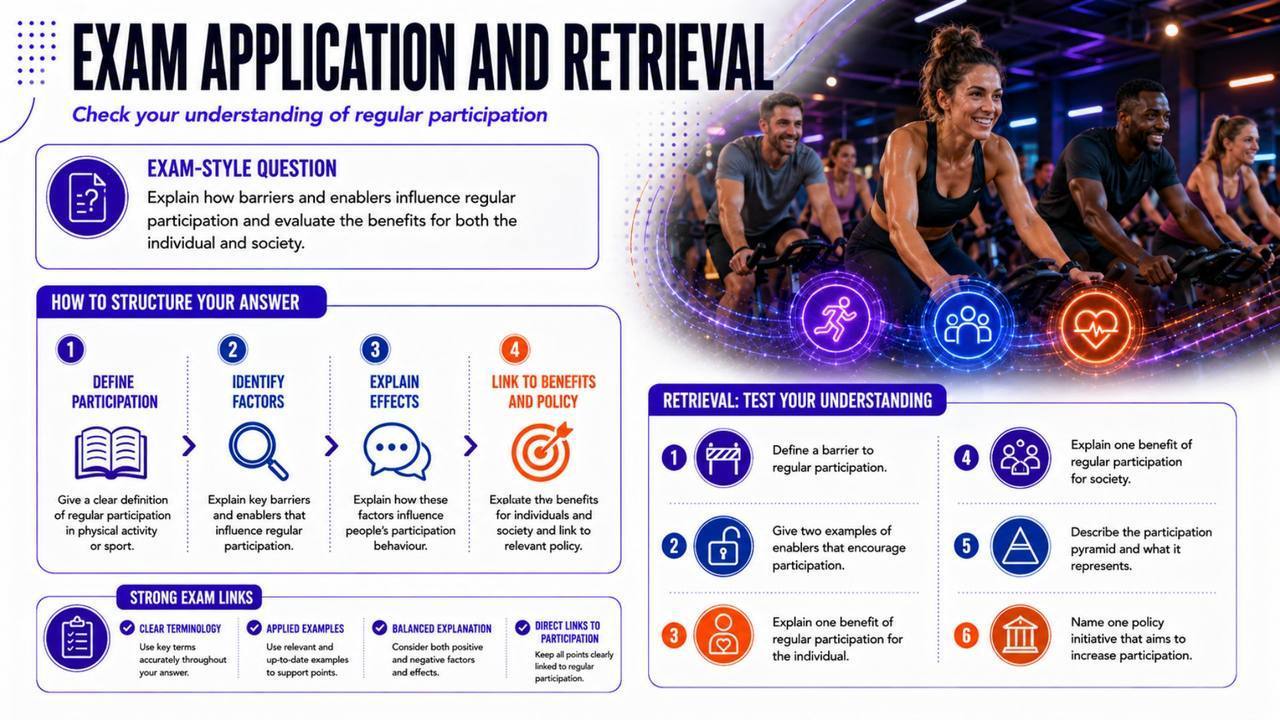 EXAM APPLICATION AND RETRIEVAL
Check your understanding of regular participation
EXAM-STYLE QUESTION
Explain how barriers and enablers influence regular
participation and evaluate the benefits for both the
individual and society.
HOW TO STRUCTURE YOUR ANSWER
1
DEFINE
PARTICIPATION
Give a clear definition
of regular participation
in physical activity
or sport.
2
IDENTIFY
FACTORS
Explain key barriers
and enablers that
influence regular
participation.
3
EXPLAIN
EFFECTS
Explain how these
factors influence
people's participation
behaviour.
4
LINK TO BENEFITS
AND POLICY
Evaluate the benefits
for individuals and
society and link to
relevant policy.
STRONG EXAM LINKS
CLEAR TERMINOLOGY
Use key terms
accurately throughout
your answer.
APPLIED EXAMPLES
Use relevant and
up-to-date examples
to support points.
BALANCED EXPLANATION
Consider both positive
and negative factors
and effects.
DIRECT LINKS TO
PARTICIPATION
Keep all points clearly
linked to regular
participation.
RETRIEVAL: TEST YOUR UNDERSTANDING
1
Define a barrier to
regular participation.
2
Give two examples of
enablers that encourage
participation.
3
Explain one benefit of
regular participation for
the individual.
4
Explain one benefit of
regular participation
for society.
5
Describe the participation
pyramid and what it
represents.
6
Name one policy
initiative that aims to
increase participation.